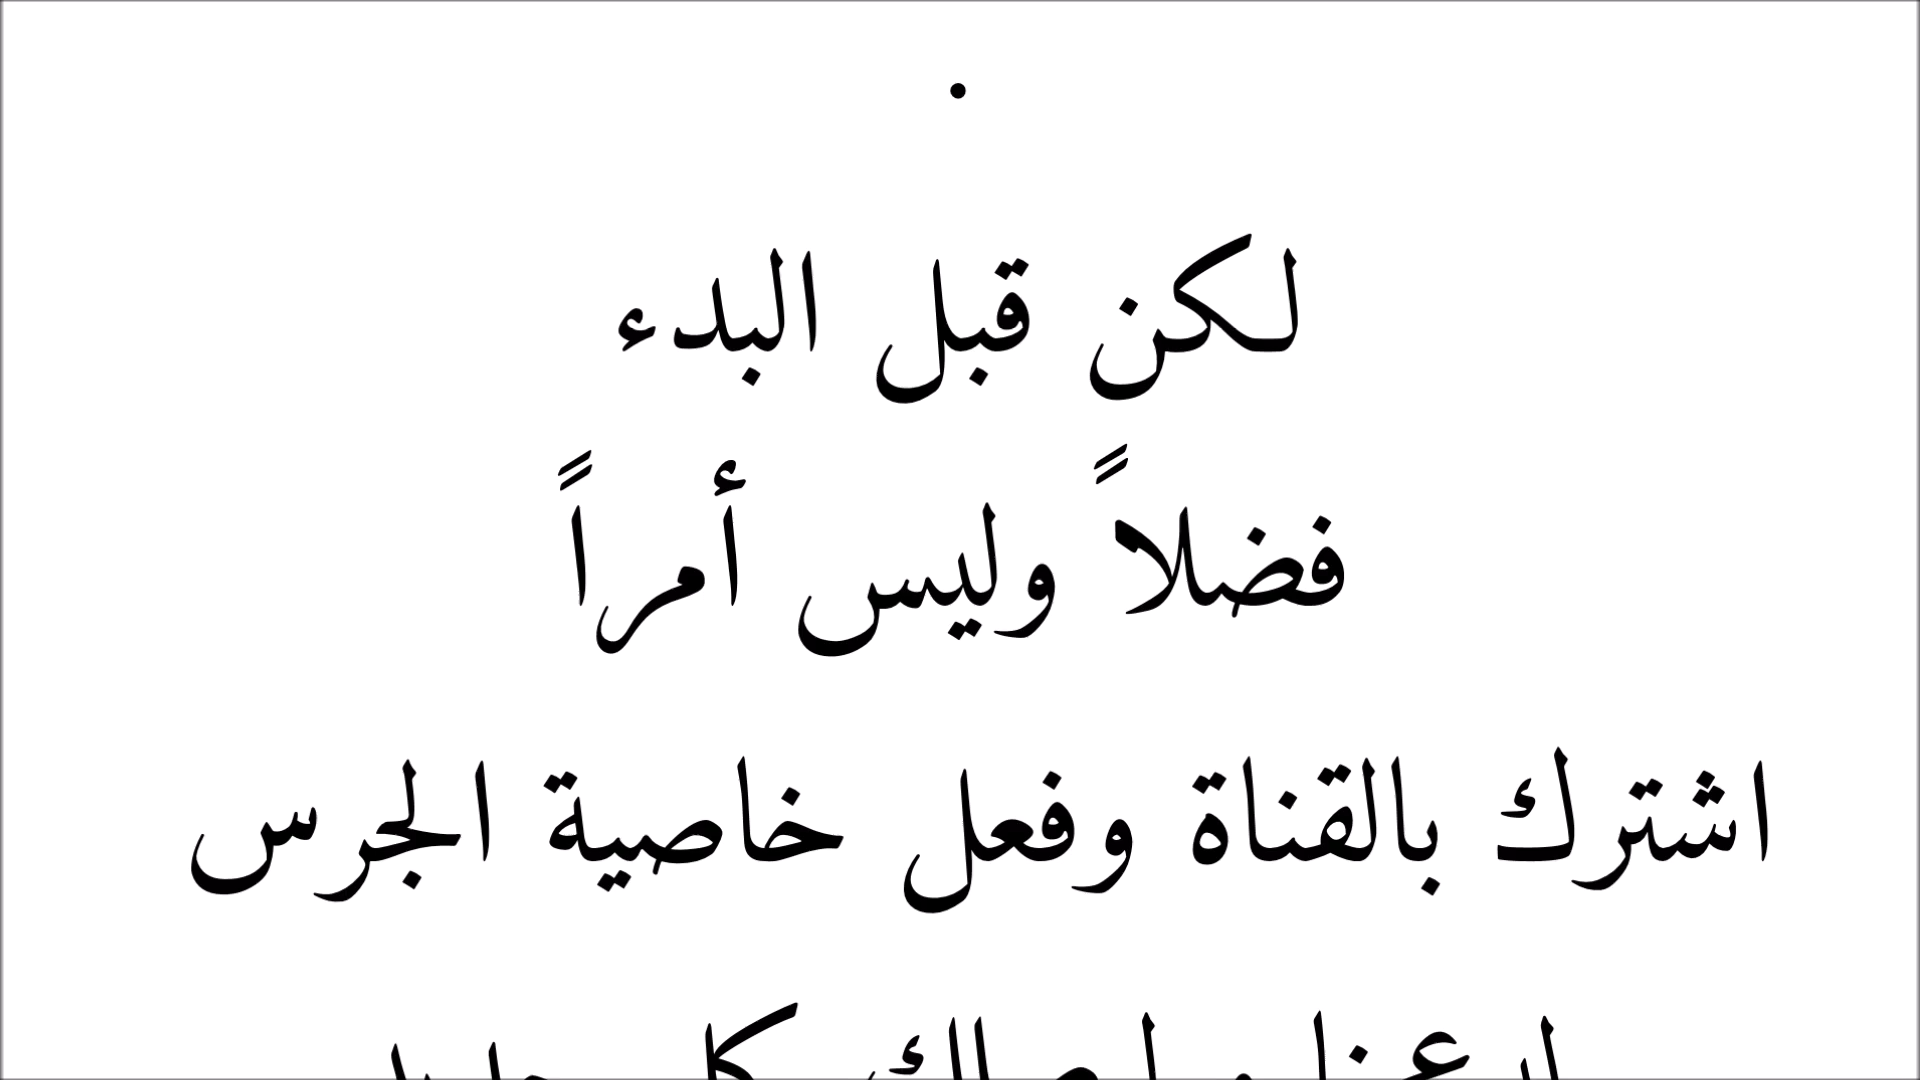 .
لكن قبل البدء
فضلاً وليس أمراً
اشترك بالقناة وفعل خاصية الجرس